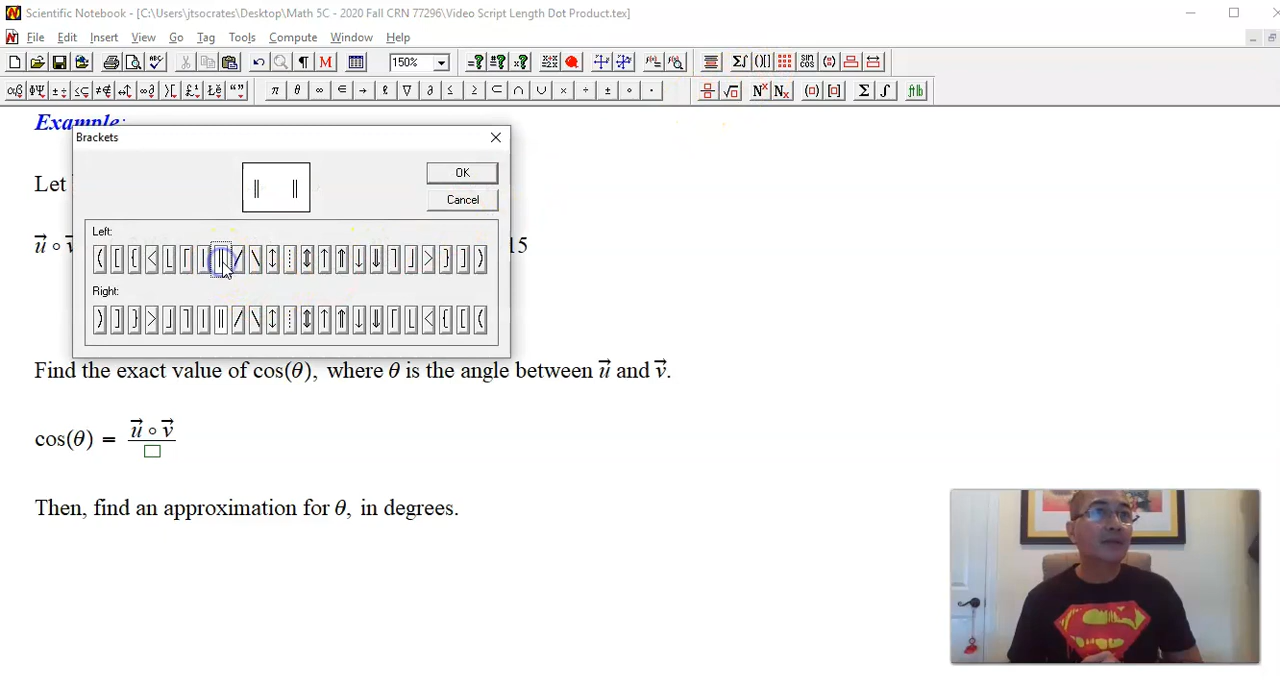 Scientific Notebook - [C:\Users\jtsocrates\Desktop\Math 5C - 2020 Fall CRN 77296\Video Script Length Dot Product.tex]
File Edit Insert View Go Tag Tools Compute Window Help
150%
Example:
Brackets
OK
Cancel
Let
Left:
u⃗ ∘ v⃗ 15
Right:
Find the exact value of cos(θ), where θ is the angle between u⃗ and v⃗.
cos(θ) = u⃗ ∘ v⃗ / □
Then, find an approximation for θ, in degrees.